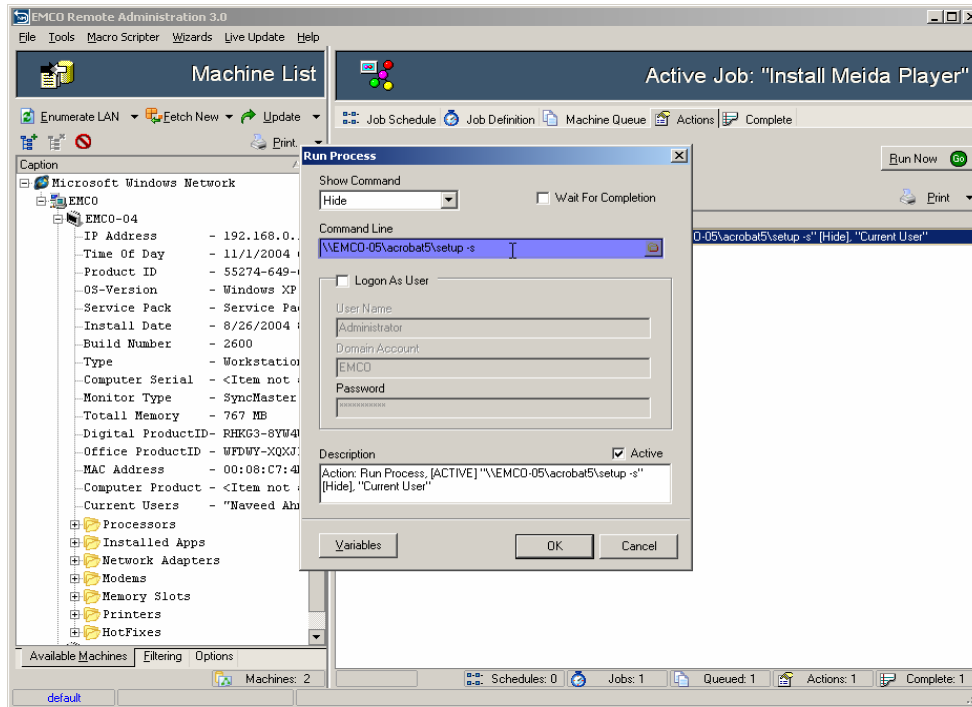 EMCO Remote Administration 3.0
File Tools Macro Scripter Wizards Live Update Help
Machine List
Active Job: "Install Meida Player"
Enumerate LAN Fetch New Update
Job Schedule Job Definition Machine Queue Actions Complete
Print
Caption
Run Now Go
Print
Microsoft Windows Network
EMCO
EMCO-04
IP Address - 192.168.0.
Time Of Day - 11/1/2004
Product ID - 55274-649-
OS-Version - Windows XP
Service Pack - Service Pa
Install Date - 8/26/2004
Build Number - 2600
Type - Workstation
Computer Serial - <Item not
Monitor Type - SyncMaster
Totall Memory - 767 MB
Digital ProductID- RHKG3-8YW4
Office ProductID - WFDWY-XQXJ
MAC Address - 00:08:C7:4
Computer Product - <Item not
Current Users - "Naveed Ah
Processors
Installed Apps
Network Adapters
Modems
Memory Slots
Printers
HotFixes
Run Process
Show Command
Hide
Wait For Completion
Command Line
\\EMCO-05\acrobat5\setup -s
0-05\acrobat5\setup -s" [Hide], "Current User"
Logon As User
User Name
Administrator
Domain Account
EMCO
Password
***********
Description
Active
Action: Run Process, [ACTIVE] "\\EMCO-05\acrobat5\setup -s"
[Hide], "Current User"
Variables OK Cancel
Available Machines Filtering Options
Machines: 2
Schedules: 0 Jobs: 1 Queued: 1 Actions: 1 Complete: 1
default